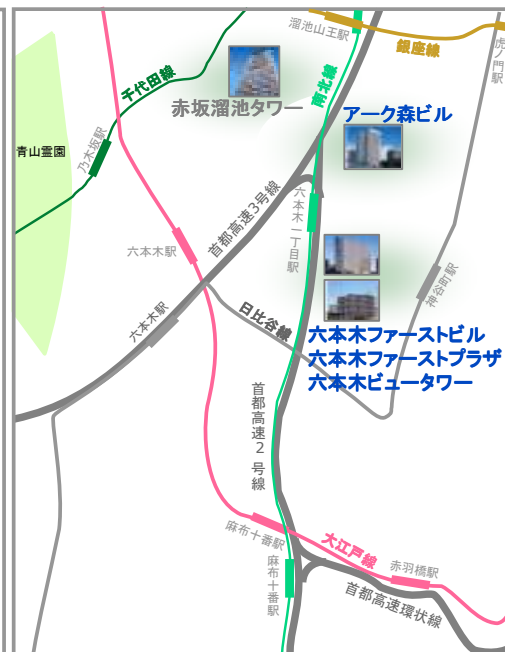 溜池山王駅
銀座線
虎ノ門駅
千代田線
南北線
赤坂溜池タワー
アーク森ビル
青山霊園
乃木坂駅
六本木駅
首都高速3号線
六本木一丁目駅
神谷町駅
六本木駅
日比谷線
六本木ファーストビル
六本木ファーストプラザ
六本木ビュータワー
首都高速2号線
麻布十番駅
大江戸線
麻布十番駅
赤羽橋駅
首都高速環状線